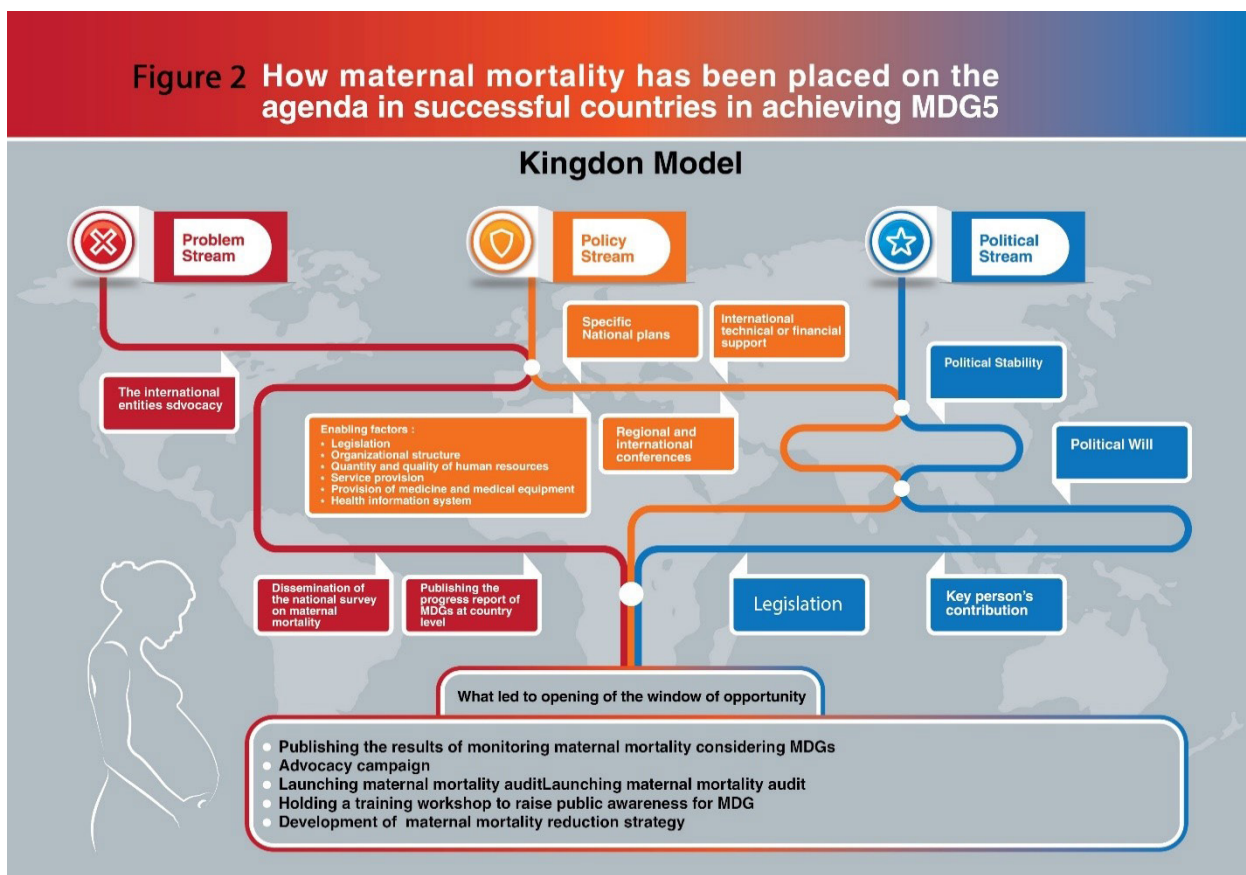 Figure 2 How maternal mortality has been placed on the
agenda in successful countries in achieving MDG5
Kingdon Model
Problem
Stream
Policy
Stream
Political
Stream
Specific
National plans
International
technical or financial
support
Political Stability
The international
entities sdvocacy
Enabling factors :
• Legislation
• Organizational structure
• Quantity and quality of human resources
• Service provision
• Provision of medicine and medical equipment
• Health information system
Regional and
international
conferences
Political Will
Dissemination of
the national survey
on maternal
mortality
Publishing the
progress report of
MDGs at country
level
Legislation
Key person's
contribution
What led to opening of the window of opportunity
Publishing the results of monitoring maternal mortality considering MDGs
Advocacy campaign
Launching maternal mortality auditLaunching maternal mortality audit
Holding a training workshop to raise public awareness for MDG
Development of maternal mortality reduction strategy